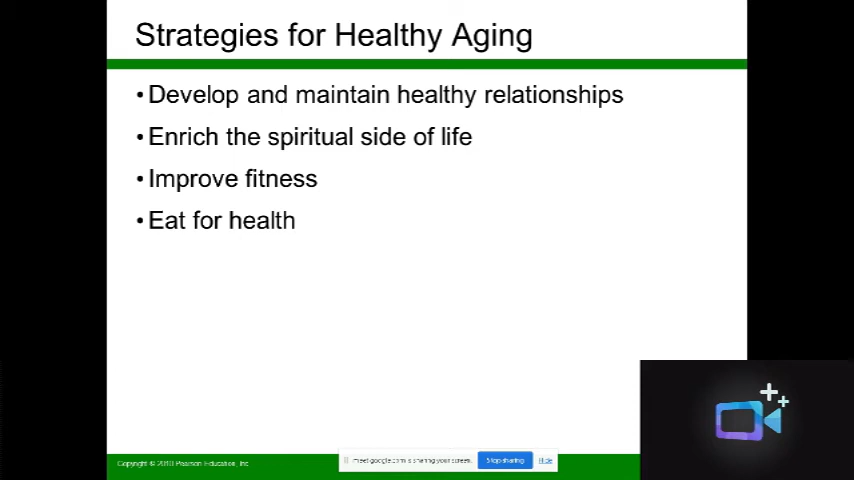 Strategies for Healthy Aging
• Develop and maintain healthy relationships
• Enrich the spiritual side of life
• Improve fitness
• Eat for health
Copyright © 2010 Pearson Education, Inc
meet.google.com is sharing your screen. Stop sharing Hide